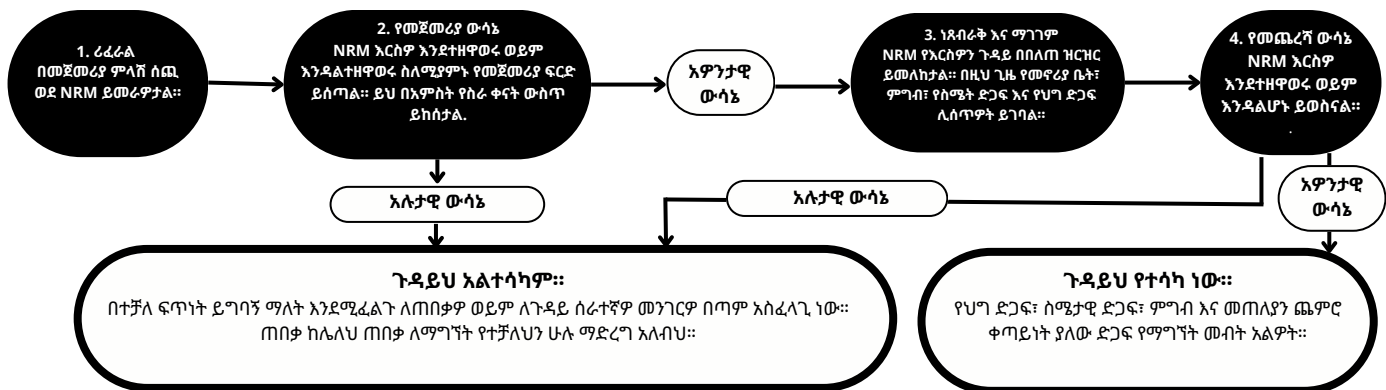 1. ሪፈራል
በመጀመሪያ ምላሽ ሰጪ
ወደ NRM ይመራዎታል።
2. የመጀመሪያ ውሳኔ
NRM እርስዎ እንደተዘዋወሩ ወይም
እንዳልተዘዋወሩ ስለሚያምኑ የመጀመሪያ ፍርድ
ይሰጣል። ይህ በአምስት የስራ ቀናት ውስጥ
ይከሰታል.
አዎንታዊ
ውሳኔ
3. ነጸብራቅ እና ማገገም
NRM የእርስዎን ጉዳይ በበለጠ ዝርዝር
ይመለከታል። በዚህ ጊዜ የመኖሪያ ቤት፣
ምግብ፣ የስሜት ድጋፍ እና የህግ ድጋፍ
ሊሰጥዎት ይገባል።
4. የመጨረሻ ውሳኔ
NRM እርስዎ
እንደተዘዋወሩ ወይም
እንዳልሆኑ ይወስናል።
.
አሉታዊ ውሳኔ
አሉታዊ ውሳኔ
አዎንታዊ
ውሳኔ
ጉዳይህ አልተሳካም።
በተቻለ ፍጥነት ይግባኝ ማለት እንደሚፈልጉ ለጠበቃዎ ወይም ለጉዳይ ሰራተኛዎ መንገርዎ በጣም አስፈላጊ ነው።
ጠበቃ ከሌለህ ጠበቃ ለማግኘት የተቻለህን ሁሉ ማድረግ አለብህ።
ጉዳይህ የተሳካ ነው።
የህግ ድጋፍ፣ ስሜታዊ ድጋፍ፣ ምግብ እና መጠለያን ጨምሮ
ቀጣይነት ያለው ድጋፍ የማግኘት መብት አልዎት።